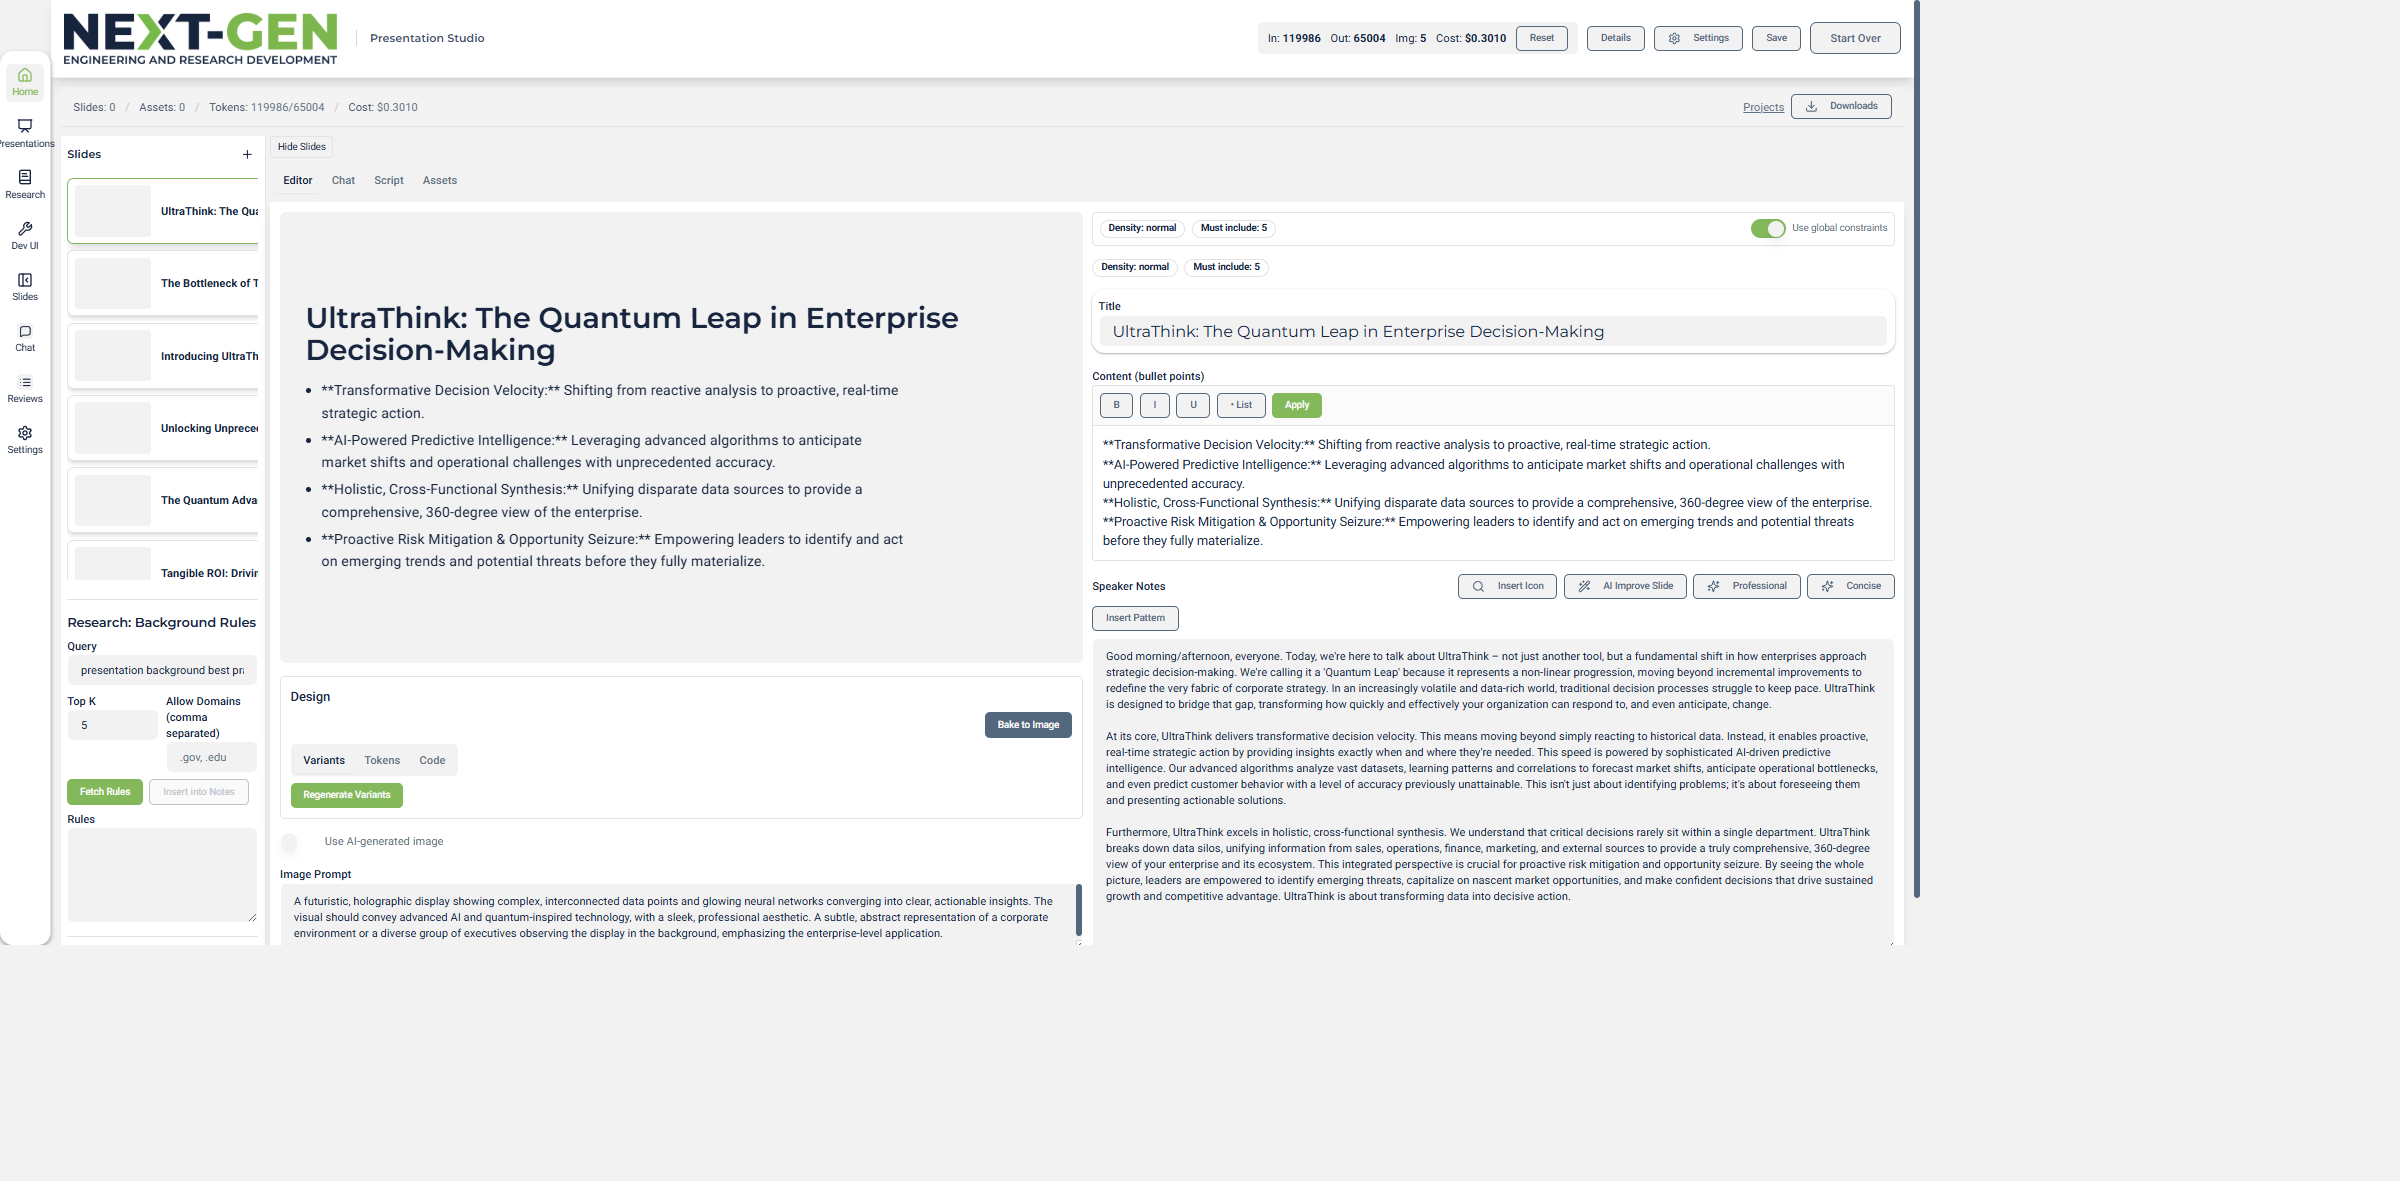 NEXT-GEN
ENGINEERING AND RESEARCH DEVELOPMENT
Presentation Studio
In: 119986 Out: 65004 Img: 5 Cost: $0.3010 Reset Details Settings Save Start Over
Home
Presentations
Research
Dev UI
Slides
Chat
Reviews
Settings
Slides: 0 / Assets: 0 / Tokens: 119986/65004 / Cost: $0.3010
Projects Downloads
Slides +
UltraThink: The Qua
The Bottleneck of T
Introducing UltraTh
Unlocking Unprece
The Quantum Adva
Tangible ROI: Drivin
Research: Background Rules
Query
presentation background best pra
Top K
5
Allow Domains
(comma
separated)
.gov, .edu
Fetch Rules Insert into Notes
Rules
Hide Slides
Editor Chat Script Assets
UltraThink: The Quantum Leap in Enterprise
Decision-Making
• **Transformative Decision Velocity:** Shifting from reactive analysis to proactive, real-time
strategic action.
• **AI-Powered Predictive Intelligence:** Leveraging advanced algorithms to anticipate
market shifts and operational challenges with unprecedented accuracy.
• **Holistic, Cross-Functional Synthesis:** Unifying disparate data sources to provide a
comprehensive, 360-degree view of the enterprise.
• **Proactive Risk Mitigation & Opportunity Seizure:** Empowering leaders to identify and act
on emerging trends and potential threats before they fully materialize.
Design
Bake to Image
Variants Tokens Code
Regenerate Variants
Use AI-generated image
Image Prompt
A futuristic, holographic display showing complex, interconnected data points and glowing neural networks converging into clear, actionable insights. The
visual should convey advanced AI and quantum-inspired technology, with a sleek, professional aesthetic. A subtle, abstract representation of a corporate
environment or a diverse group of executives observing the display in the background, emphasizing the enterprise-level application.
Density: normal Must include: 5 Use global constraints
Density: normal Must include: 5
Title
UltraThink: The Quantum Leap in Enterprise Decision-Making
Content (bullet points)
B I U • List Apply
**Transformative Decision Velocity:** Shifting from reactive analysis to proactive, real-time strategic action.
**AI-Powered Predictive Intelligence:** Leveraging advanced algorithms to anticipate market shifts and operational challenges with
unprecedented accuracy.
**Holistic, Cross-Functional Synthesis:** Unifying disparate data sources to provide a comprehensive, 360-degree view of the enterprise.
**Proactive Risk Mitigation & Opportunity Seizure:** Empowering leaders to identify and act on emerging trends and potential threats
before they fully materialize.
Speaker Notes Insert Icon AI Improve Slide Professional Concise
Insert Pattern
Good morning/afternoon, everyone. Today, we're here to talk about UltraThink – not just another tool, but a fundamental shift in how enterprises approach
strategic decision-making. We're calling it a 'Quantum Leap' because it represents a non-linear progression, moving beyond incremental improvements to
redefine the very fabric of corporate strategy. In an increasingly volatile and data-rich world, traditional decision processes struggle to keep pace. UltraThink
is designed to bridge that gap, transforming how quickly and effectively your organization can respond to, and even anticipate, change.
At its core, UltraThink delivers transformative decision velocity. This means moving beyond simply reacting to historical data. Instead, it enables proactive,
real-time strategic action by providing insights exactly when and where they're needed. This speed is powered by sophisticated AI-driven predictive
intelligence. Our advanced algorithms analyze vast datasets, learning patterns and correlations to forecast market shifts, anticipate operational bottlenecks,
and even predict customer behavior with a level of accuracy previously unattainable. This isn't just about identifying problems; it's about foreseeing them
and presenting actionable solutions.
Furthermore, UltraThink excels in holistic, cross-functional synthesis. We understand that critical decisions rarely sit within a single department. UltraThink
breaks down data silos, unifying information from sales, operations, finance, marketing, and external sources to provide a truly comprehensive, 360-degree
view of your enterprise and its ecosystem. This integrated perspective is crucial for proactive risk mitigation and opportunity seizure. By seeing the whole
picture, leaders are empowered to identify emerging threats, capitalize on nascent market opportunities, and make confident decisions that drive sustained
growth and competitive advantage. UltraThink is about transforming data into decisive action.